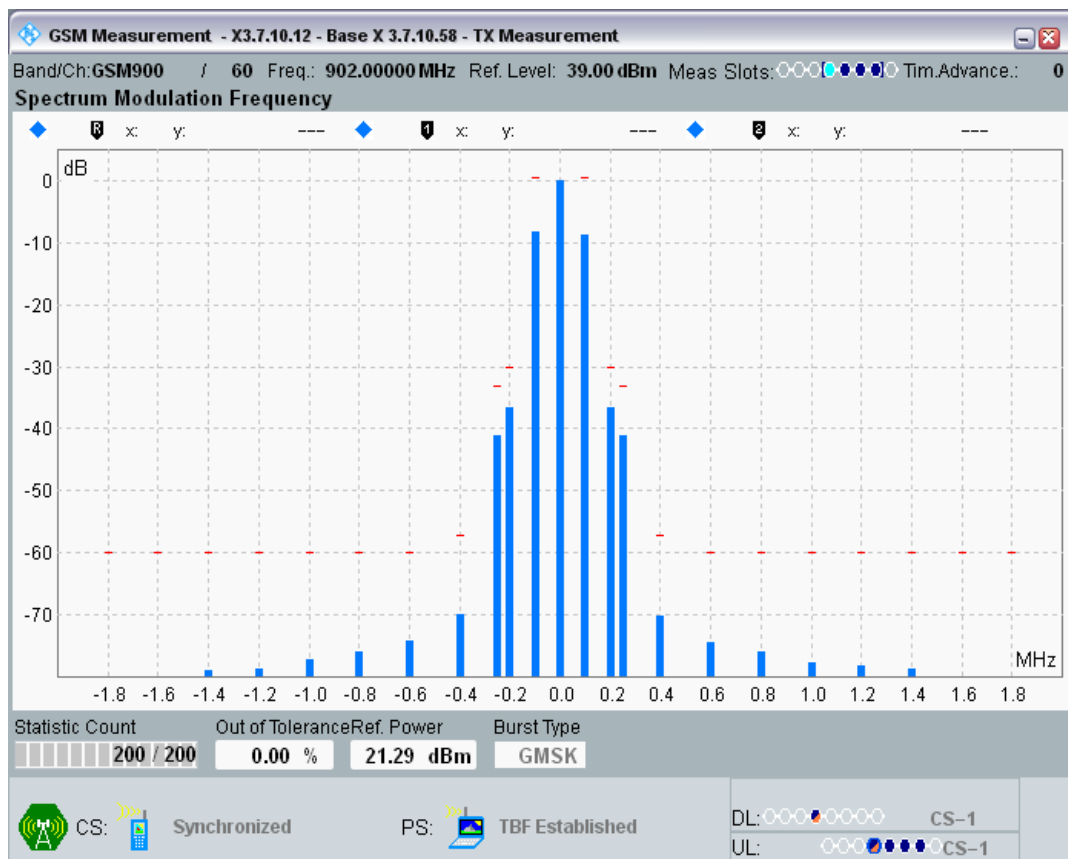 GSM Measurement - X3.7.10.12 - Base X 3.7.10.58 - TX Measurement
Band/Ch:GSM900 / 60 Freq.: 902.00000 MHz Ref. Level: 39.00 dBm Meas Slots: Tim.Advance.: 0
Spectrum Modulation Frequency
R x: y: --- 1 x: y: --- 2 x: y: ---
dB
0
-10
-20
-30
-40
-50
-60
-70
MHz
-1.8 -1.6 -1.4 -1.2 -1.0 -0.8 -0.6 -0.4 -0.2 0.0 0.2 0.4 0.6 0.8 1.0 1.2 1.4 1.6 1.8
Statistic Count Out of Tolerance Ref. Power Burst Type
200 / 200 0.00 % 21.29 dBm GMSK
CS: Synchronized PS: TBF Established
DL: CS-1
UL: CS-1